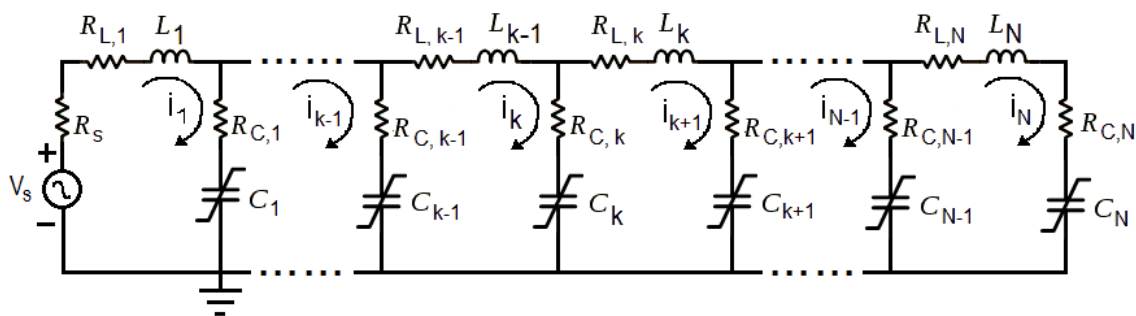 R_L,1 L_1 R_L,k-1 L_k-1 R_L,k L_k R_L,N L_N
i_1 i_k-1 i_k i_k+1 i_N-1 i_N
R_s R_C,1 R_C,k-1 R_C,k R_C,k+1 R_C,N-1 R_C,N
+
V_s
−
C_1 C_k-1 C_k C_k+1 C_N-1 C_N